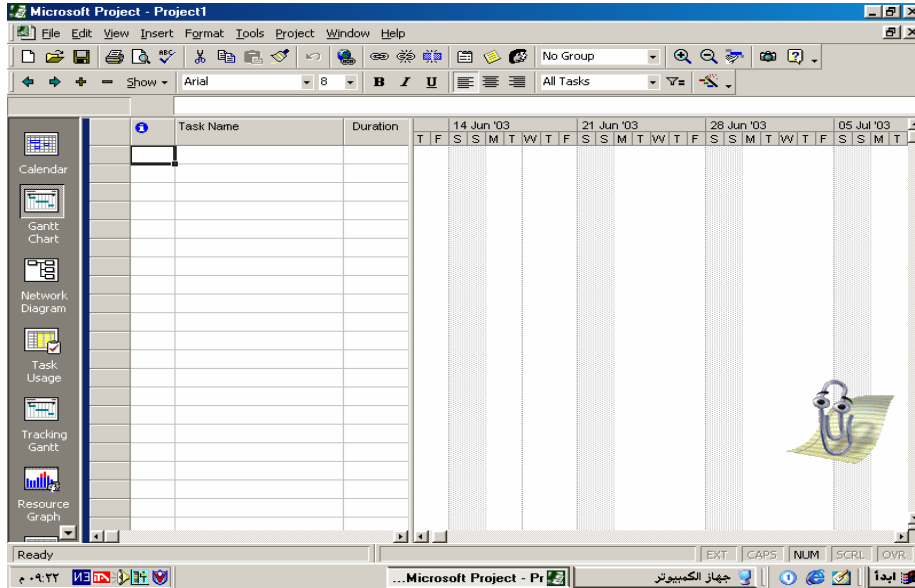 Microsoft Project - Project1
File Edit View Insert Format Tools Project Window Help
No Group
Show Arial 8 B I U All Tasks
Task Name Duration 14 Jun '03 21 Jun '03 28 Jun '03 05 Jul '03
T F S S M T W T F S S M T W T F S S M T W T F S S M T
Calendar
Gantt
Chart
Network
Diagram
Task
Usage
Tracking
Gantt
Resource
Graph
Ready EXT CAPS NUM SCRL OVR
ابدأ جهاز الكمبيوتر ...Microsoft Project - Pr ٠٩:٢٢ م